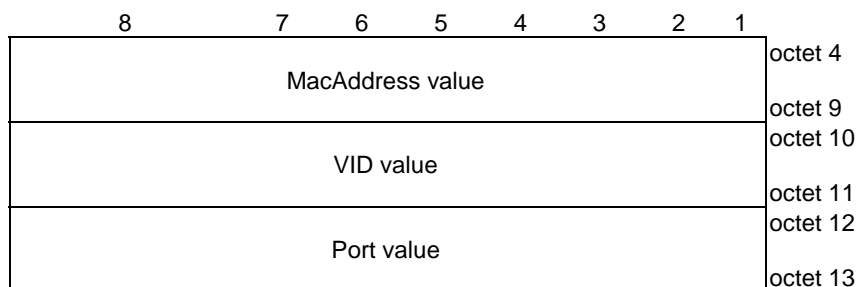 8 7 6 5 4 3 2 1
octet 4
MacAddress value
octet 9
octet 10
VID value
octet 11
octet 12
Port value
octet 13